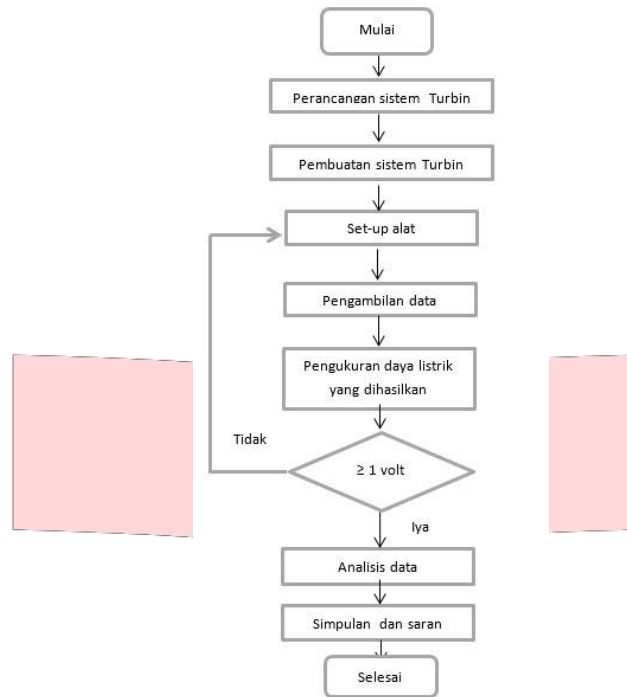 Mulai
Perancangan sistem Turbin
Pembuatan sistem Turbin
Set-up alat
Pengambilan data
Pengukuran daya listrik
yang dihasilkan
Tidak
≥ 1 volt
Iya
Analisis data
Simpulan dan saran
Selesai